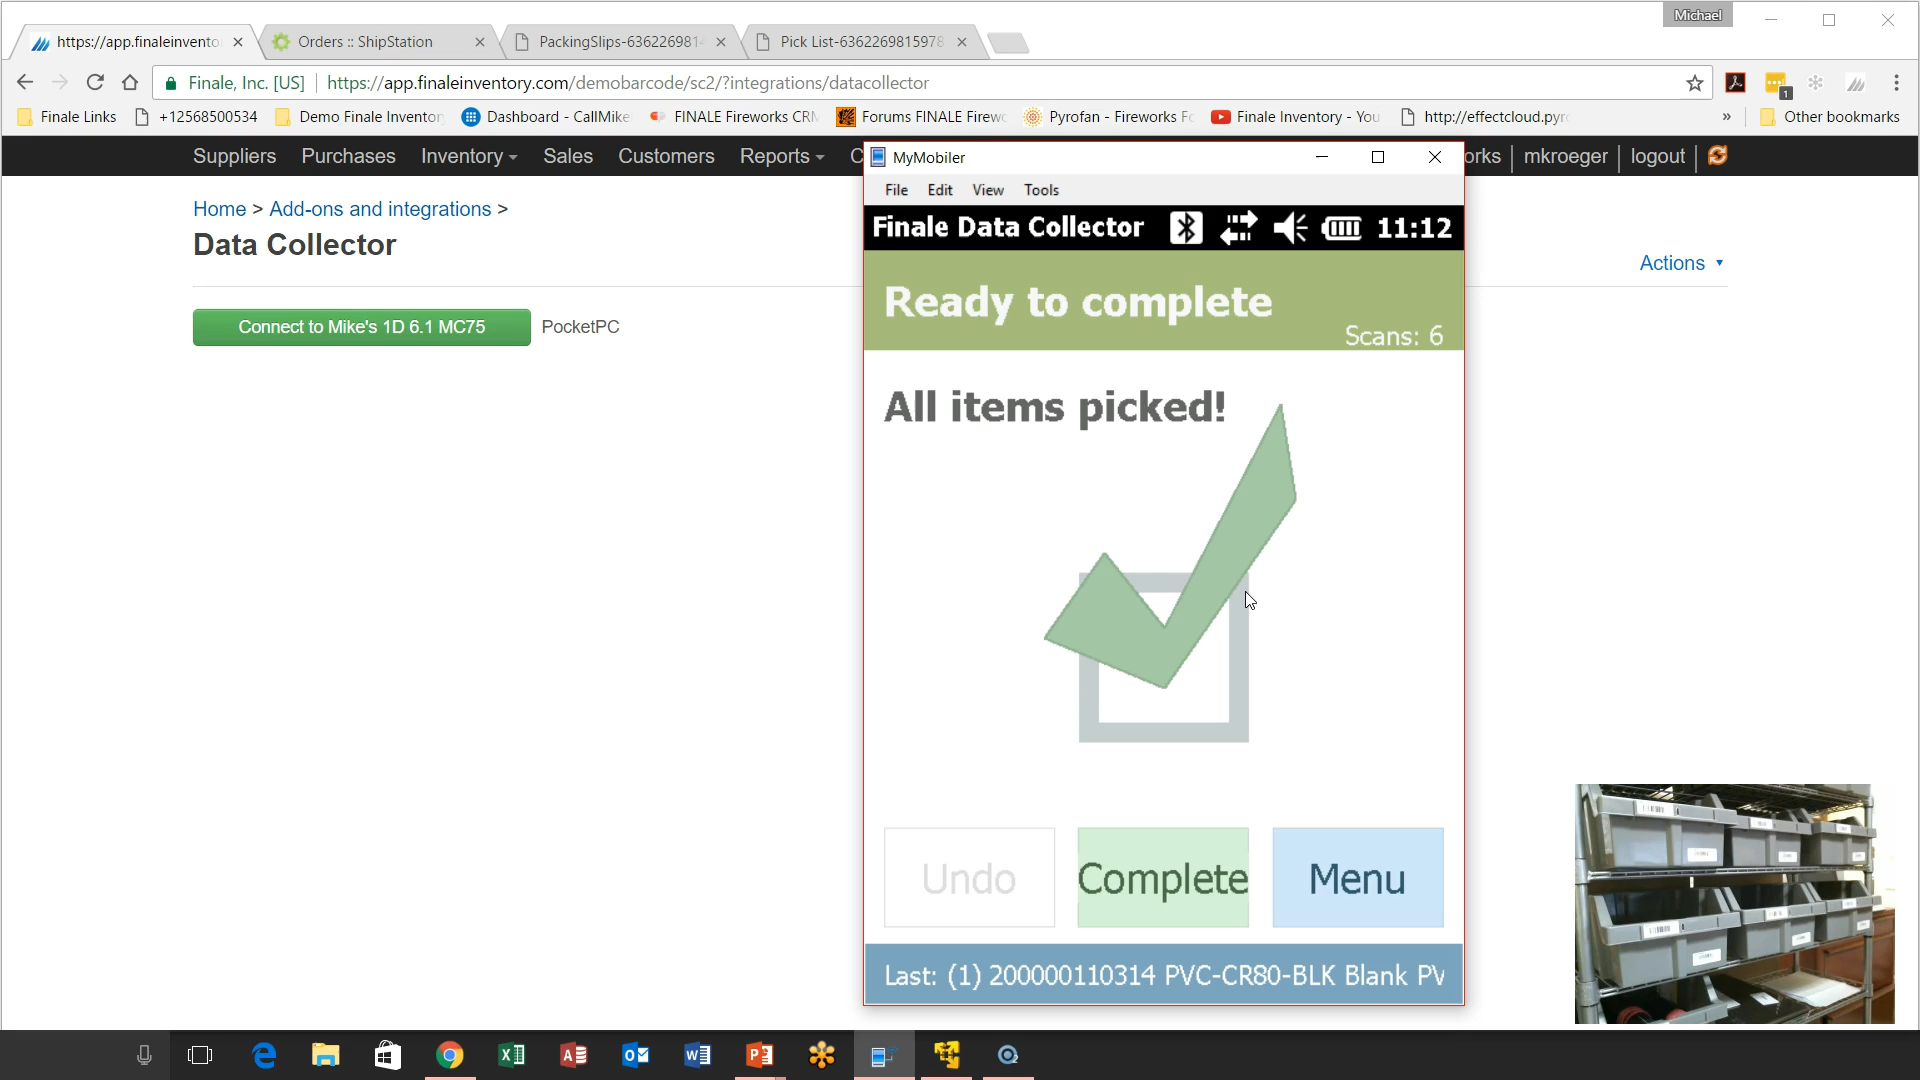 Michael
https://app.finaleinvento
Orders :: ShipStation
PackingSlips-636226981
Pick List-6362269815978
Finale, Inc. [US]
https://app.finaleinventory.com/demobarcode/sc2/?integrations/datacollector
1
Finale Links
+12568500534
Demo Finale Inventor
Dashboard - CallMike
FINALE Fireworks CRM
Forums FINALE Firew
Pyrofan - Fireworks F
Finale Inventory - You
http://effectcloud.pyr
»
Other bookmarks
Suppliers
Purchases
Inventory
Sales
Customers
Reports
C
orks
mkroeger
logout
Home > Add-ons and integrations >
Data Collector
Actions
Connect to Mike's 1D 6.1 MC75
PocketPC
MyMobiler
File
Edit
View
Tools
Finale Data Collector
11:12
Ready to complete
Scans: 6
All items picked!
Undo
Complete
Menu
Last: (1) 200000110314 PVC-CR80-BLK Blank PV